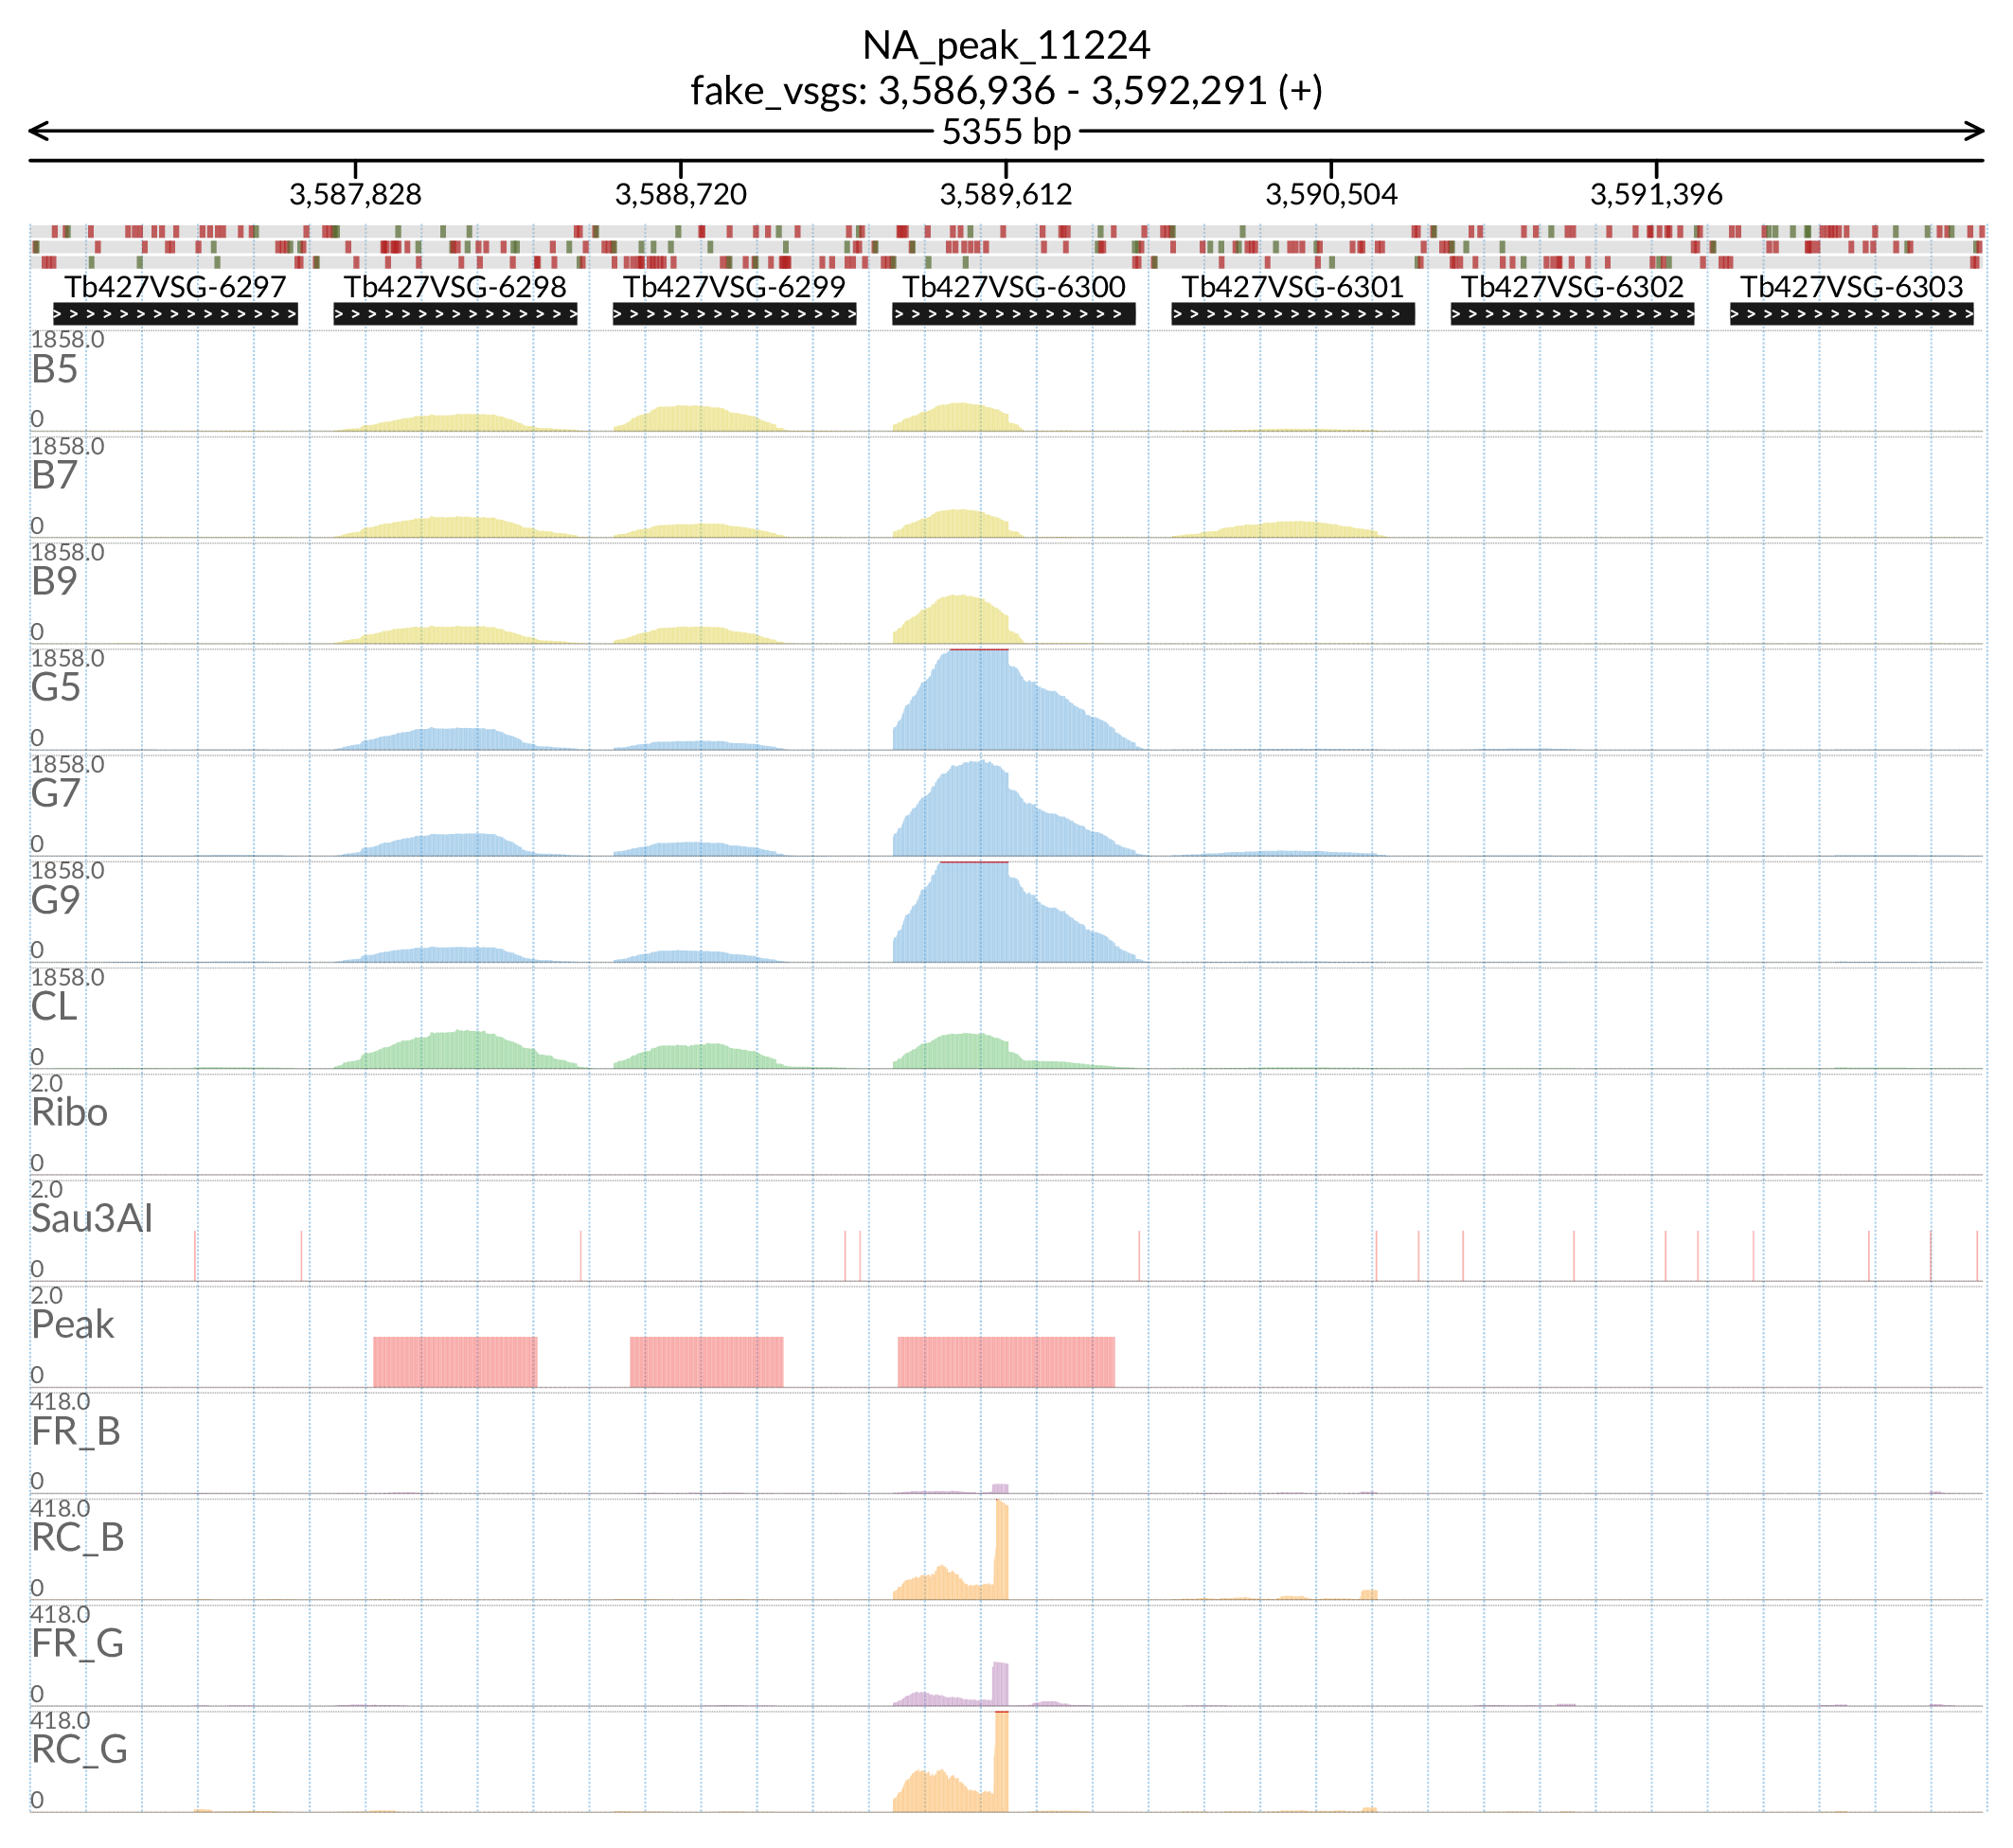 NA_peak_11224
fake_vsgs: 3,586,936 - 3,592,291 (+)
5355 bp
3,587,828 3,588,720 3,589,612 3,590,504 3,591,396
Tb427VSG-6297 Tb427VSG-6298 Tb427VSG-6299 Tb427VSG-6300 Tb427VSG-6301 Tb427VSG-6302 Tb427VSG-6303
1858.0
B5
0
1858.0
B7
0
1858.0
B9
0
1858.0
G5
0
1858.0
G7
0
1858.0
G9
0
1858.0
CL
0
2.0
Ribo
0
2.0
Sau3AI
0
2.0
Peak
0
418.0
FR_B
0
418.0
RC_B
0
418.0
FR_G
0
418.0
RC_G
0